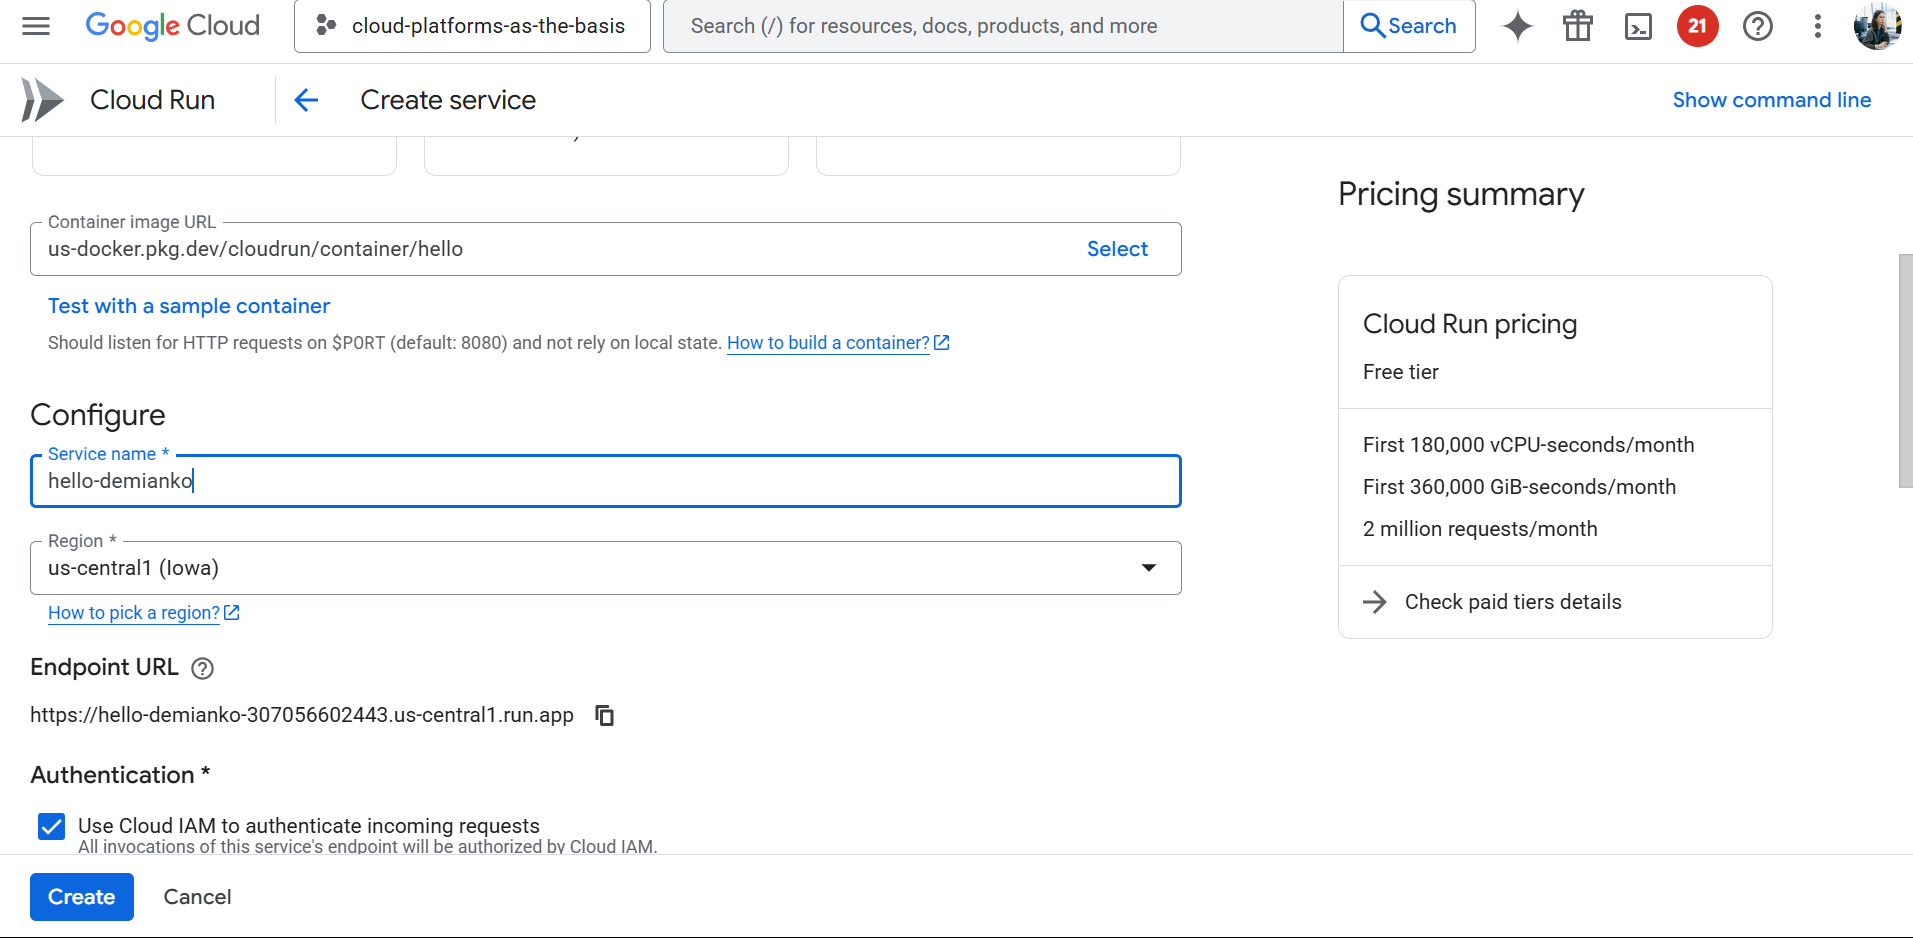 Google Cloud
cloud-platforms-as-the-basis
Search (/) for resources, docs, products, and more
Search
21
Cloud Run
Create service
Show command line
Container image URL
us-docker.pkg.dev/cloudrun/container/hello
Select
Test with a sample container
Should listen for HTTP requests on $PORT (default: 8080) and not rely on local state. How to build a container?
Configure
Service name *
hello-demianko
Region *
us-central1 (Iowa)
How to pick a region?
Endpoint URL
https://hello-demianko-307056602443.us-central1.run.app
Authentication *
Use Cloud IAM to authenticate incoming requests
All invocations of this service's endpoint will be authorized by Cloud IAM.
Create
Cancel
Pricing summary
Cloud Run pricing
Free tier
First 180,000 vCPU-seconds/month
First 360,000 GiB-seconds/month
2 million requests/month
Check paid tiers details